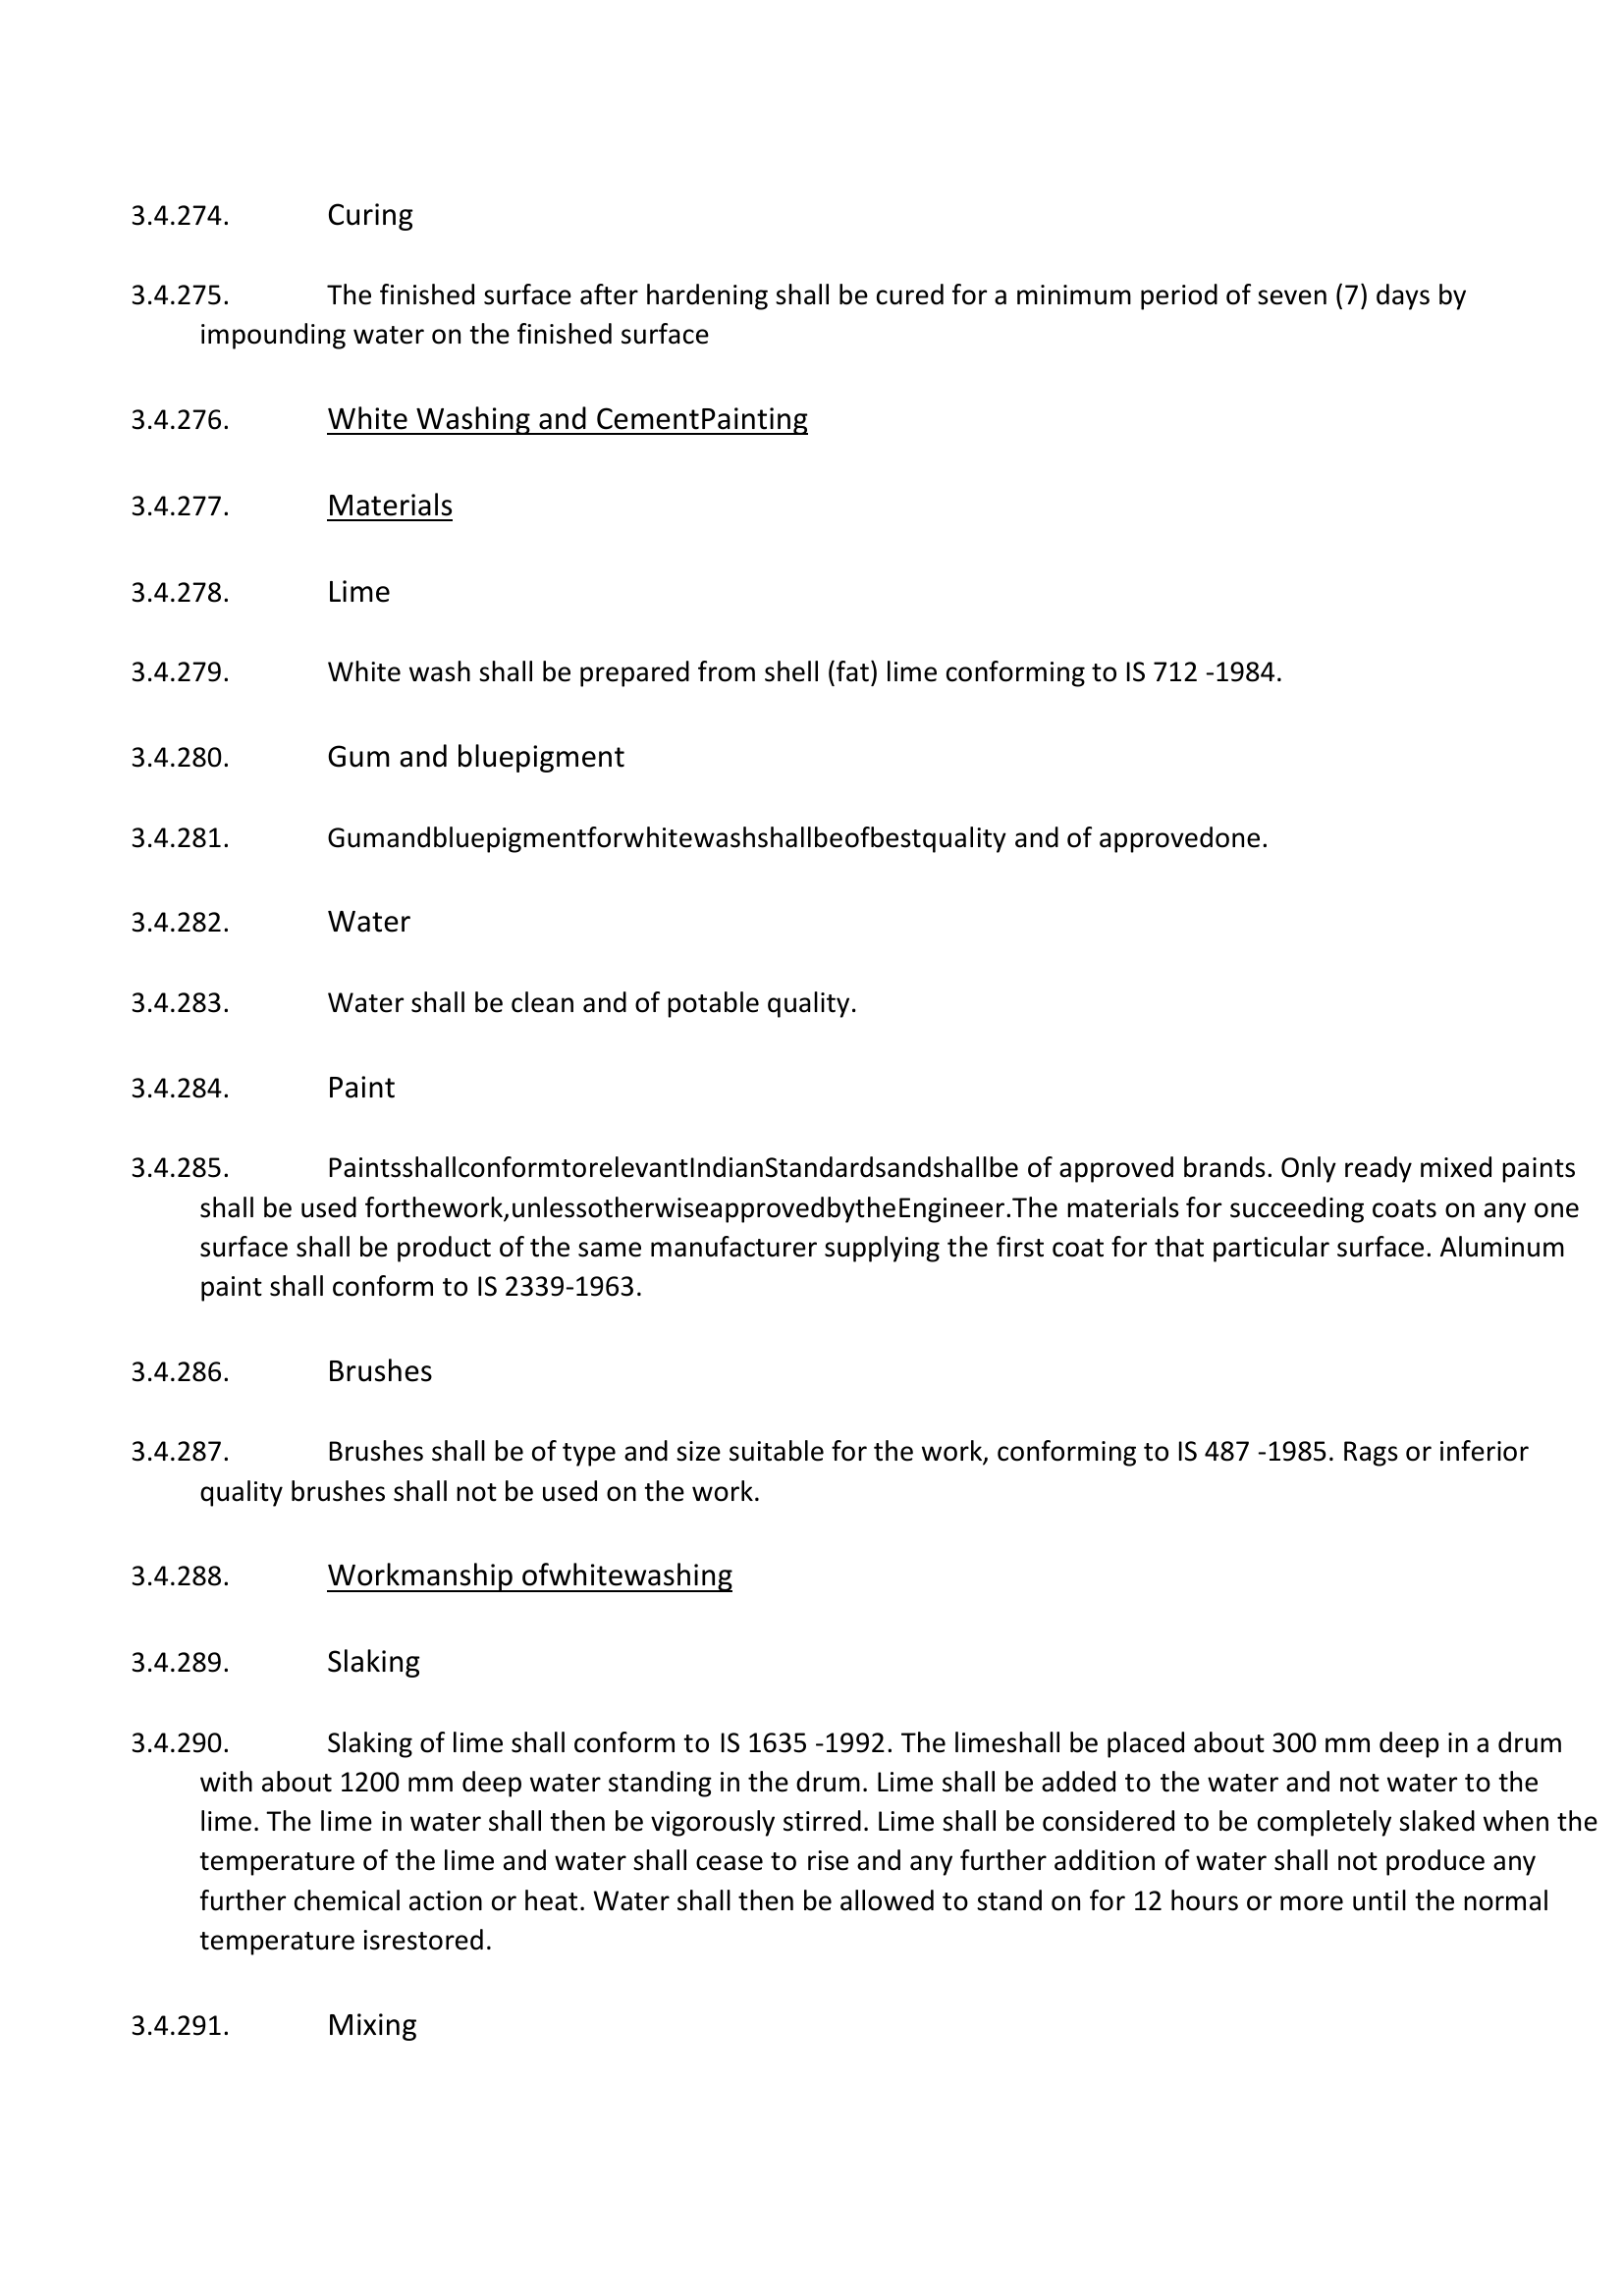 3.4.274. Curing
3.4.275. The finished surface after hardening shall be cured for a minimum period of seven (7) days by
impounding water on the finished surface
3.4.276. White Washing and CementPainting
3.4.277. Materials
3.4.278. Lime
3.4.279. White wash shall be prepared from shell (fat) lime conforming to IS 712 -1984.
3.4.280. Gum and bluepigment
3.4.281. Gumandbluepigmentforwhitewashshallbeofbestquality and of approvedone.
3.4.282. Water
3.4.283. Water shall be clean and of potable quality.
3.4.284. Paint
3.4.285. PaintsshallconformtorelevantIndianStandardsandshallbe of approved brands. Only ready mixed paints
shall be used forthework,unlessotherwiseapprovedbytheEngineer.The materials for succeeding coats on any one
surface shall be product of the same manufacturer supplying the first coat for that particular surface. Aluminum
paint shall conform to IS 2339-1963.
3.4.286. Brushes
3.4.287. Brushes shall be of type and size suitable for the work, conforming to IS 487 -1985. Rags or inferior
quality brushes shall not be used on the work.
3.4.288. Workmanship ofwhitewashing
3.4.289. Slaking
3.4.290. Slaking of lime shall conform to IS 1635 -1992. The limeshall be placed about 300 mm deep in a drum
with about 1200 mm deep water standing in the drum. Lime shall be added to the water and not water to the
lime. The lime in water shall then be vigorously stirred. Lime shall be considered to be completely slaked when the
temperature of the lime and water shall cease to rise and any further addition of water shall not produce any
further chemical action or heat. Water shall then be allowed to stand on for 12 hours or more until the normal
temperature isrestored.
3.4.291. Mixing